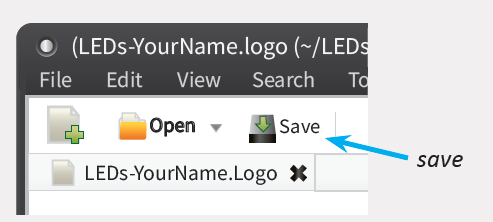 (LEDs-YourName.logo (~/LEDs
File Edit View Search To
Open Save
save
LEDs-YourName.Logo